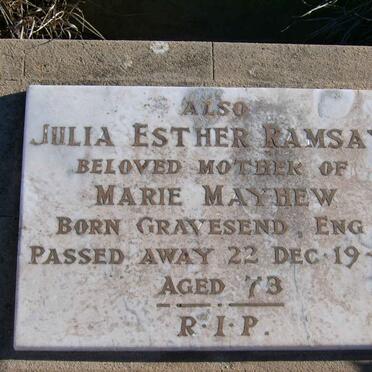 ALSO
JULIA ESTHER RAMSAY
BELOVED MOTHER OF
MARIE MAYHEW
BORN GRAVESEND ENG
PASSED AWAY 22 DEC 19
AGED 73
R.I.P.